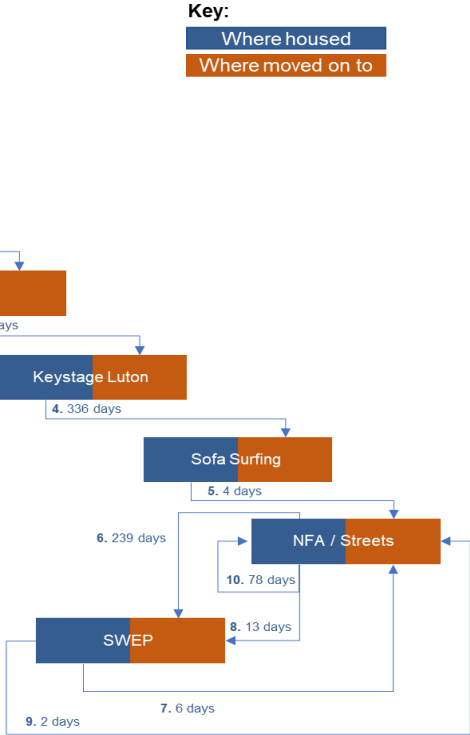 Key:
Where housed
Where moved on to
Keystage Luton
4. 336 days
Sofa Surfing
5. 4 days
6. 239 days
NFA / Streets
10. 78 days
8. 13 days
SWEP
7. 6 days
9. 2 days